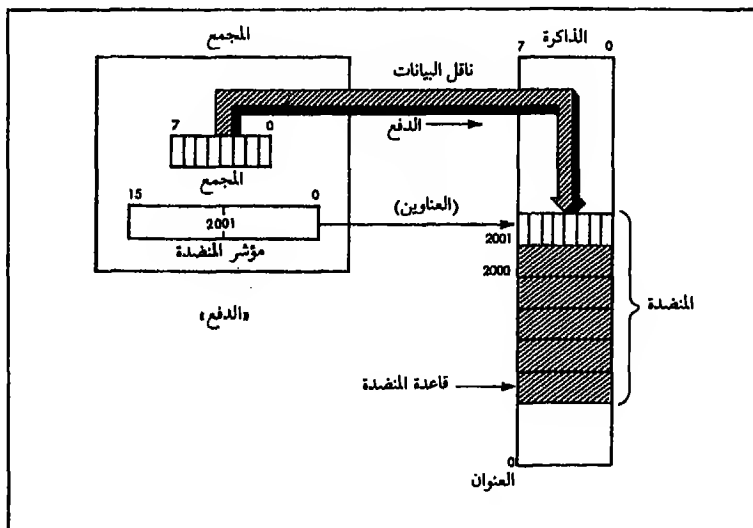 المجمع
الذاكرة
7 0
ناقل البيانات
الدفع
7 0
المجمع
15 0
2001
مؤشر المنضدة
(العناوين)
2001
2000
المنضدة
«الدفع»
قاعدة المنضدة
0
العنوان